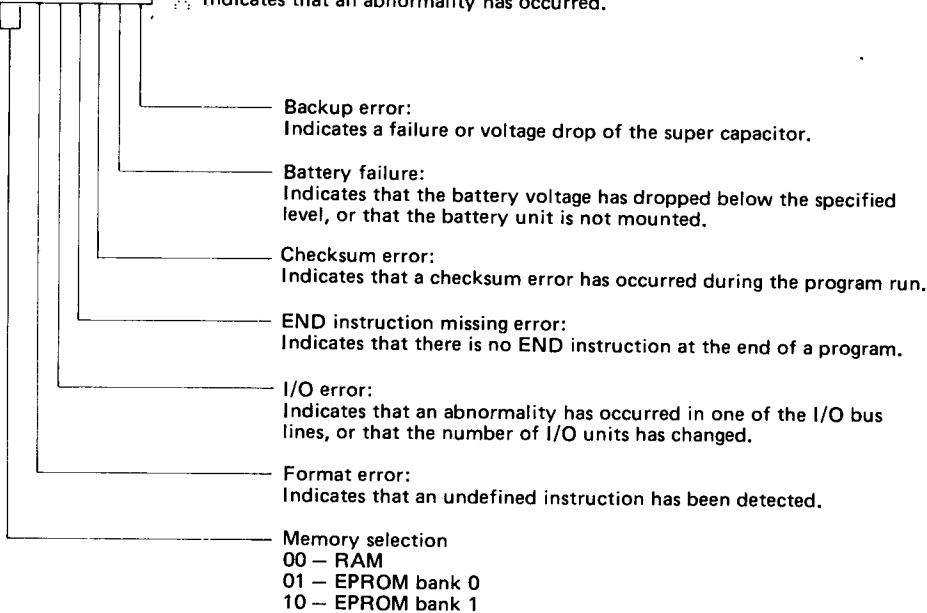 Indicates that an abnormality has occurred.
Backup error:
Indicates a failure or voltage drop of the super capacitor.
Battery failure:
Indicates that the battery voltage has dropped below the specified
level, or that the battery unit is not mounted.
Checksum error:
Indicates that a checksum error has occurred during the program run.
END instruction missing error:
Indicates that there is no END instruction at the end of a program.
I/O error:
Indicates that an abnormality has occurred in one of the I/O bus
lines, or that the number of I/O units has changed.
Format error:
Indicates that an undefined instruction has been detected.
Memory selection
00 – RAM
01 – EPROM bank 0
10 – EPROM bank 1